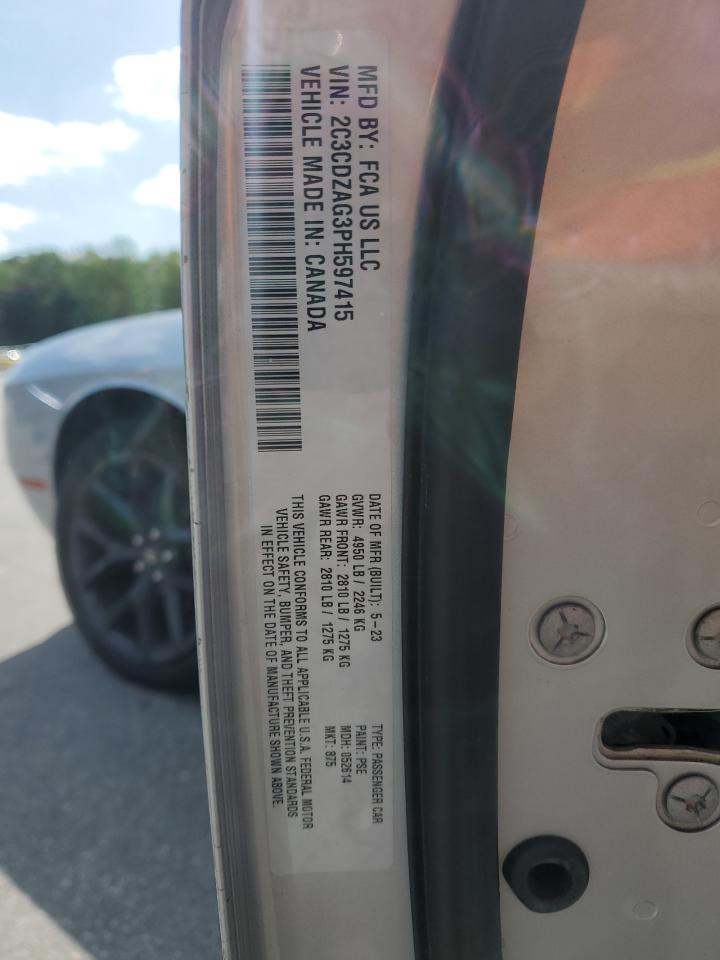 MFD BY: FCA US LLC
VIN: 2C3CDZAG3PH597415
VEHICLE MADE IN: CANADA
DATE OF MFR (BUILT): 5-23
GVWR: 4950 LB / 2246 KG
GAWR FRONT: 2810 LB / 1275 KG
GAWR REAR: 2810 LB / 1275 KG
TYPE: PASSENGER CAR
PAINT: PSE
MDH: 052614
MKT: 875
THIS VEHICLE CONFORMS TO ALL APPLICABLE U.S.A. FEDERAL MOTOR
VEHICLE SAFETY, BUMPER, AND THEFT PREVENTION STANDARDS
IN EFFECT ON THE DATE OF MANUFACTURE SHOWN ABOVE.